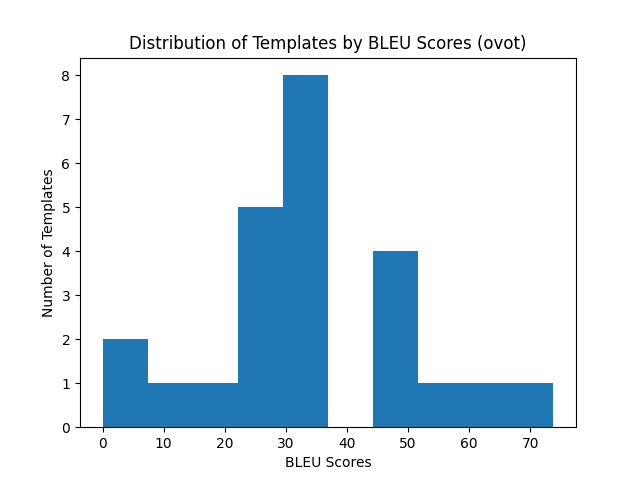 Distribution of Templates by BLEU Scores (ovot)
8
7
6
5
4
3
2
1
0
Number of Templates
0 10 20 30 40 50 60 70
BLEU Scores